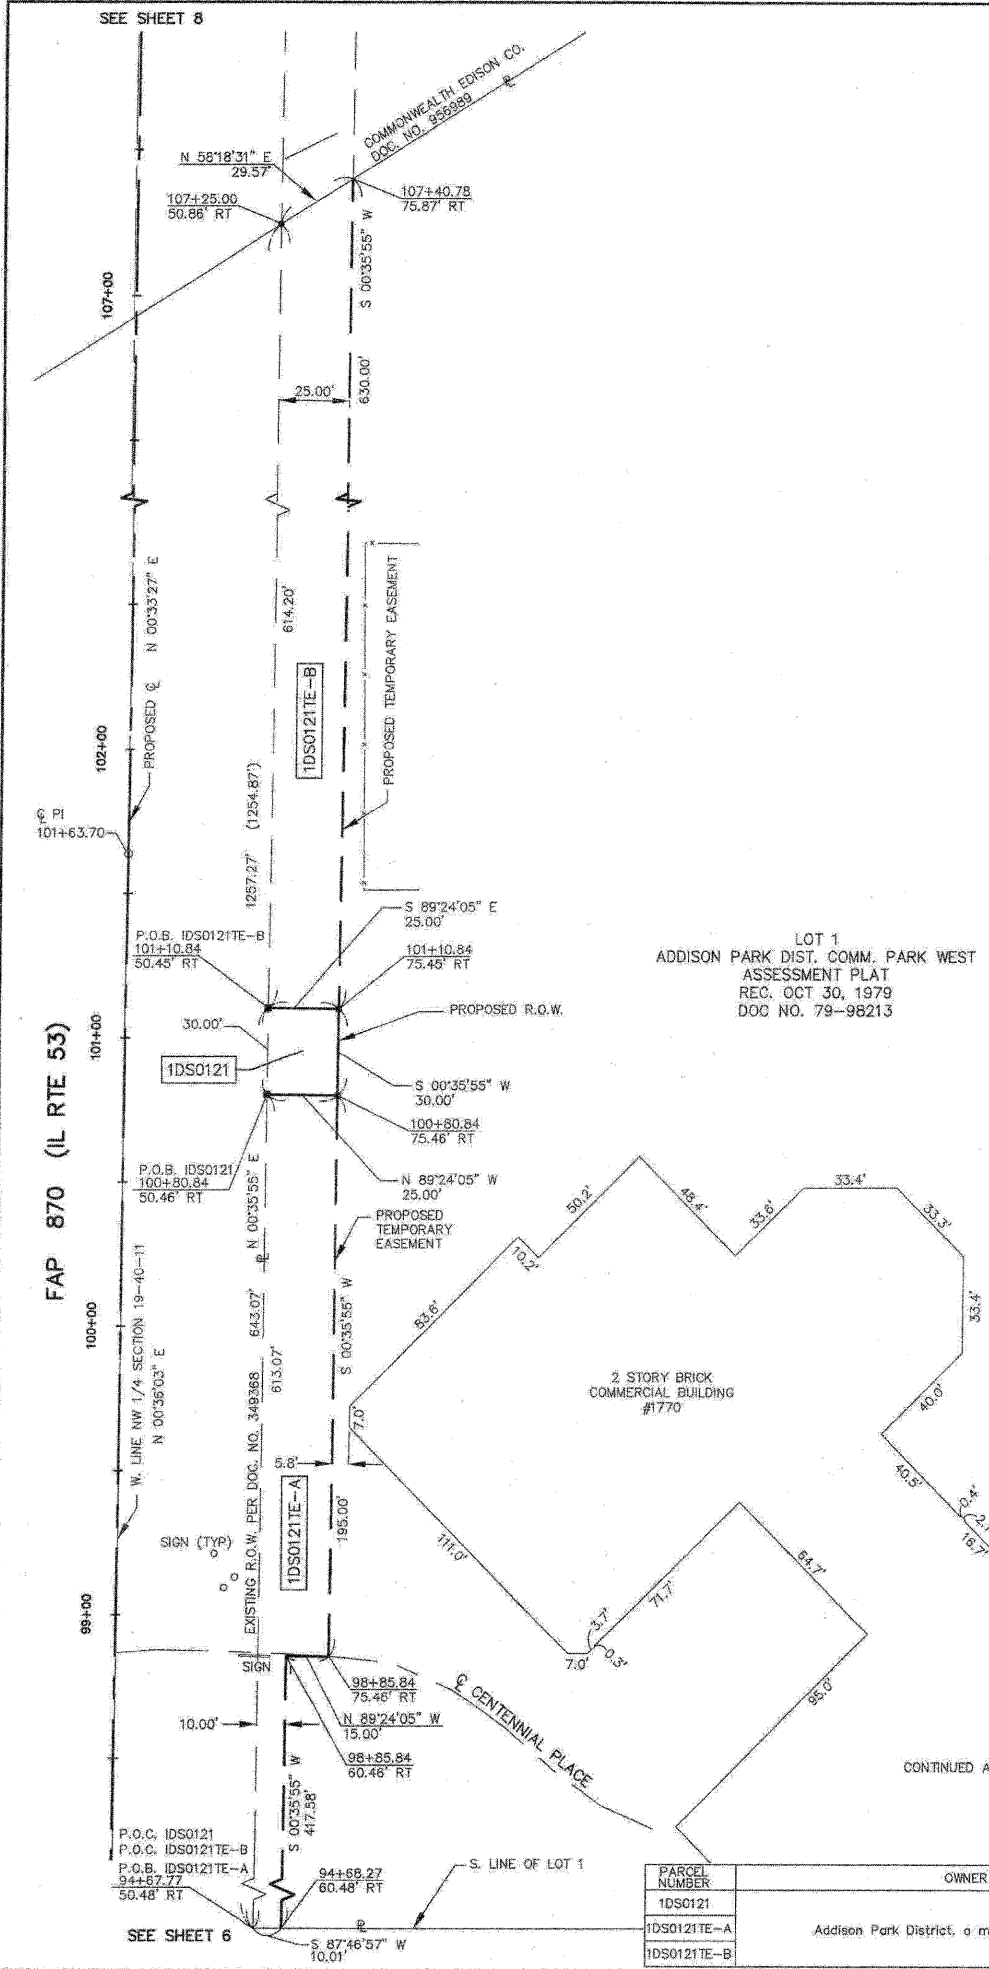 SEE SHEET 8
COMMONWEALTH EDISON CO.
DOC. NO. 956989
N 58°18'31" E
29.57'
107+25.00
50.86' RT
107+40.78
75.87' RT
S 00°35'55" W
630.00'
107+00
25.00'
PROPOSED ℄ N 00°33'27" E
614.20'
1DS0121TE-B
PROPOSED TEMPORARY EASEMENT
102+00
℄ PI
101+63.70
1257.27' (1254.87')
S 89°24'05" E
25.00'
P.O.B. IDS0121TE-B
101+10.84
50.45' RT
101+10.84
75.45' RT
LOT 1
ADDISON PARK DIST. COMM. PARK WEST
ASSESSMENT PLAT
REC. OCT 30, 1979
DOC NO. 79-98213
PROPOSED R.O.W.
30.00'
101+00
1DS0121
S 00°35'55" W
30.00'
100+80.84
75.46' RT
FAP 870 (IL RTE 53)
P.O.B. IDS0121
100+80.84
50.46' RT
N 89°24'05" W
25.00'
PROPOSED
TEMPORARY
EASEMENT
N 00°35'55" E
643.07'
613.07'
S 00°35'55" W
195.00'
100+00
W. LINE NW 1/4 SECTION 19-40-11
N 00°36'03" E
EXISTING R.O.W. PER DOC. NO. 349368
50.2'
48.4'
33.6'
33.4'
33.3'
10.2'
83.6'
33.4'
2 STORY BRICK
COMMERCIAL BUILDING
#1770
40.0'
7.0'
5.8'
40.5'
0.4'
2.
16.7'
1DS0121TE-A
111.0'
SIGN (TYP)
64.7'
71.7'
3.7'
0.3'
7.0'
99+00
SIGN
98+85.84
75.46' RT
℄ CENTENNIAL PLACE
95.0'
10.00'
N 89°24'05" W
15.00'
98+85.84
60.46' RT
S 00°35'55" W
417.58'
CONTINUED A
P.O.C. IDS0121
P.O.C. IDS0121TE-B
P.O.B. IDS0121TE-A
94+67.77
50.48' RT
94+68.27
60.48' RT
S. LINE OF LOT 1
SEE SHEET 6
S 87°46'57" W
10.01'
PARCEL
NUMBER
OWNER
1DS0121
1DS0121TE-A
Addison Park District, a m
1DS0121TE-B